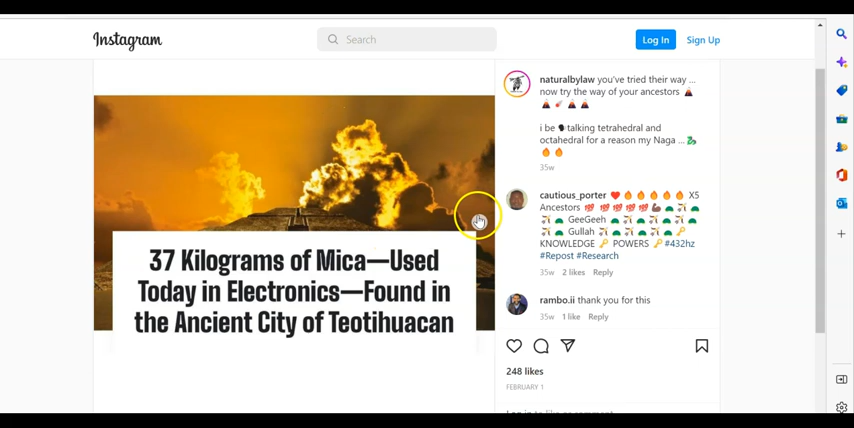 Instagram
Search
Log In
Sign Up
37 Kilograms of Mica—Used
Today in Electronics—Found in
the Ancient City of Teotihuacan
naturalbylaw you've tried their way ...
now try the way of your ancestors 🌋
🌋 ☄️ 🌋 🌋
i be 🗣talking tetrahedral and
octahedral for a reason my Naga ... 🐉
🔥 🔥
35w
cautious_porter ❤️ 🔥 🔥 🔥 🔥 🔥 X5
Ancestors
GeeGeeh
Gullah
KNOWLEDGE 🔑 POWERS 🔑 #432hz
#Repost #Research
35w 2 likes Reply
rambo.ii thank you for this
35w 1 like Reply
248 likes
FEBRUARY 1